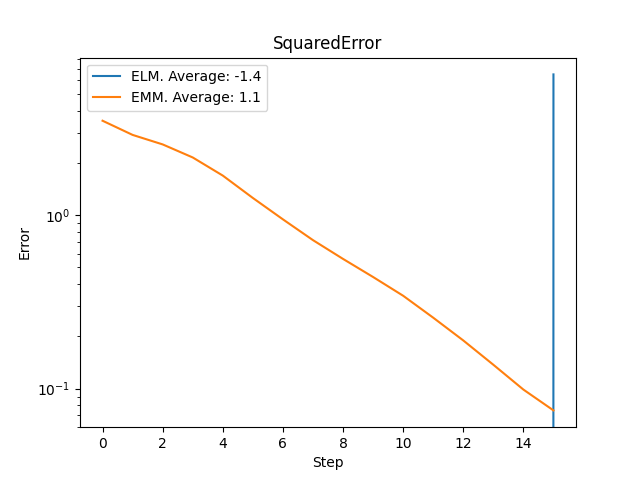 SquaredError
ELM. Average: -1.4
EMM. Average: 1.1
Error
10⁰
10⁻¹
0 2 4 6 8 10 12 14
Step